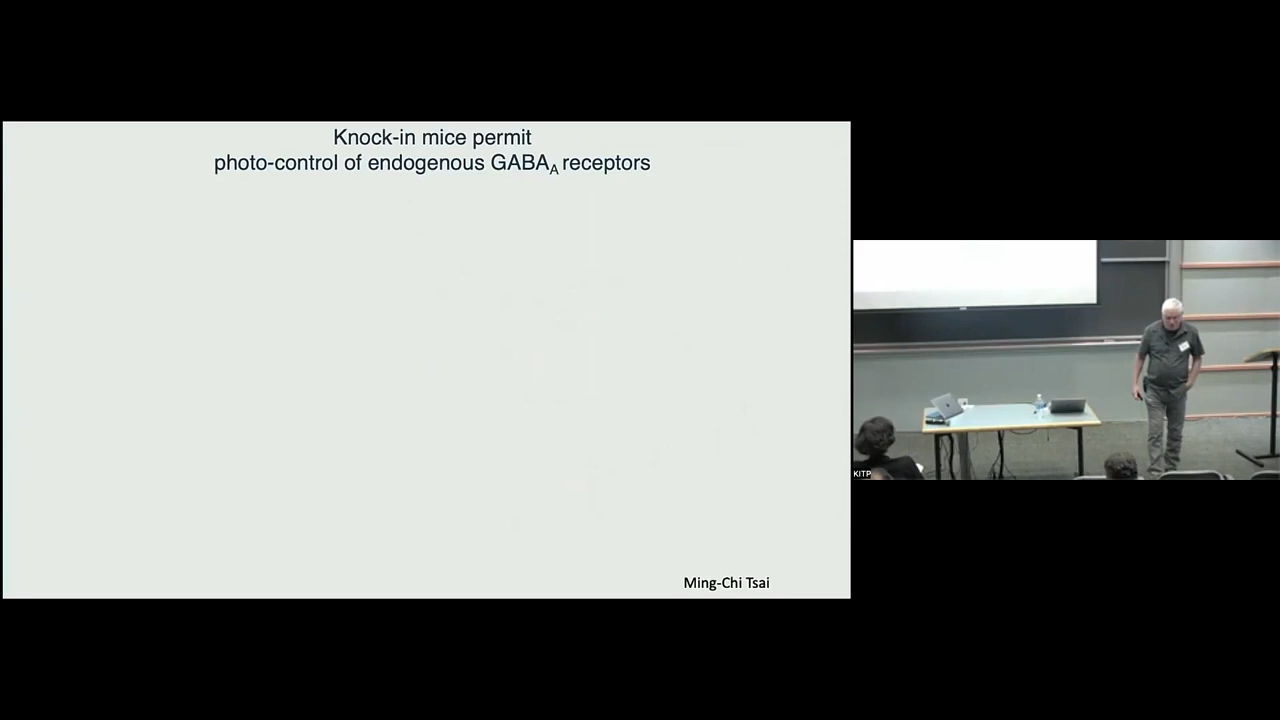 Knock-in mice permit
photo-control of endogenous GABAA receptors
Ming-Chi Tsai
KITP